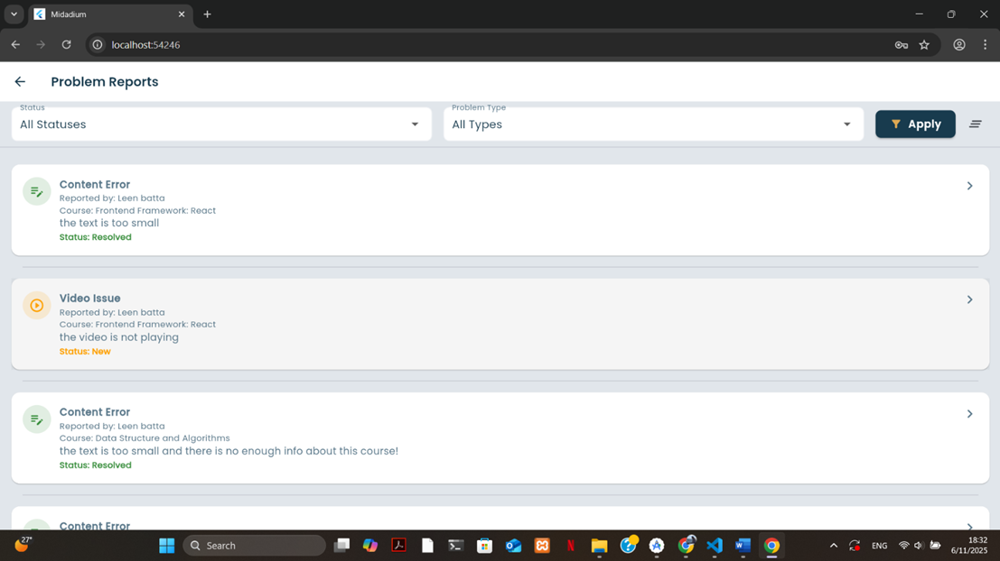 Midadium
localhost:54246
Problem Reports
Status
All Statuses
Problem Type
All Types
Apply
Content Error
Reported by: Leen batta
Course: Frontend Framework: React
the text is too small
Status: Resolved
Video Issue
Reported by: Leen batta
Course: Frontend Framework: React
the video is not playing
Status: New
Content Error
Reported by: Leen batta
Course: Data Structure and Algorithms
the text is too small and there is no enough info about this course!
Status: Resolved
Content Error
27°
Search
ENG
18:32
6/11/2025